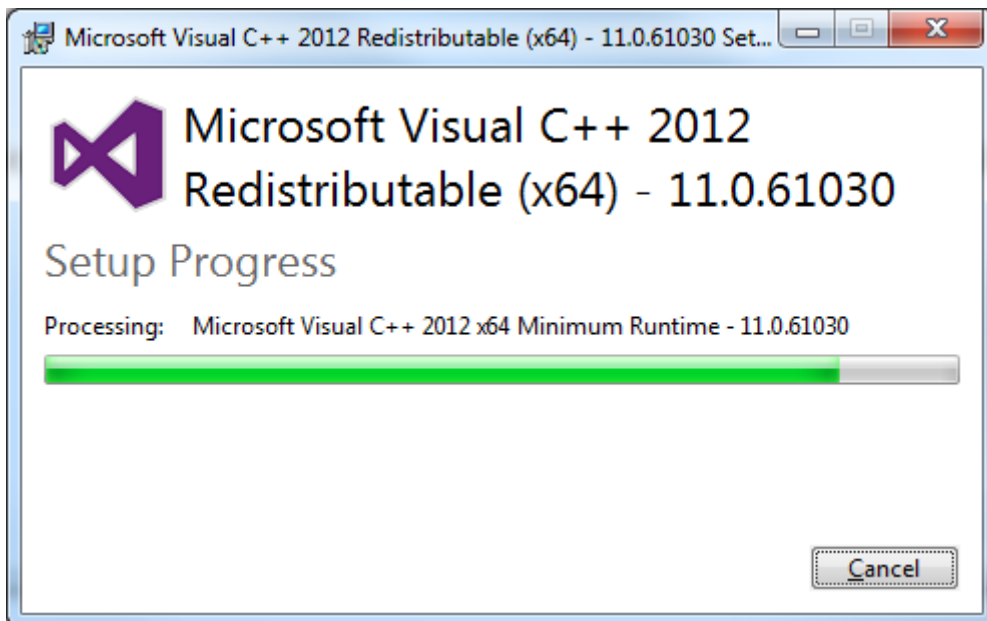 Microsoft Visual C++ 2012 Redistributable (x64) - 11.0.61030 Set...
Microsoft Visual C++ 2012
Redistributable (x64) - 11.0.61030
Setup Progress
Processing: Microsoft Visual C++ 2012 x64 Minimum Runtime - 11.0.61030
Cancel